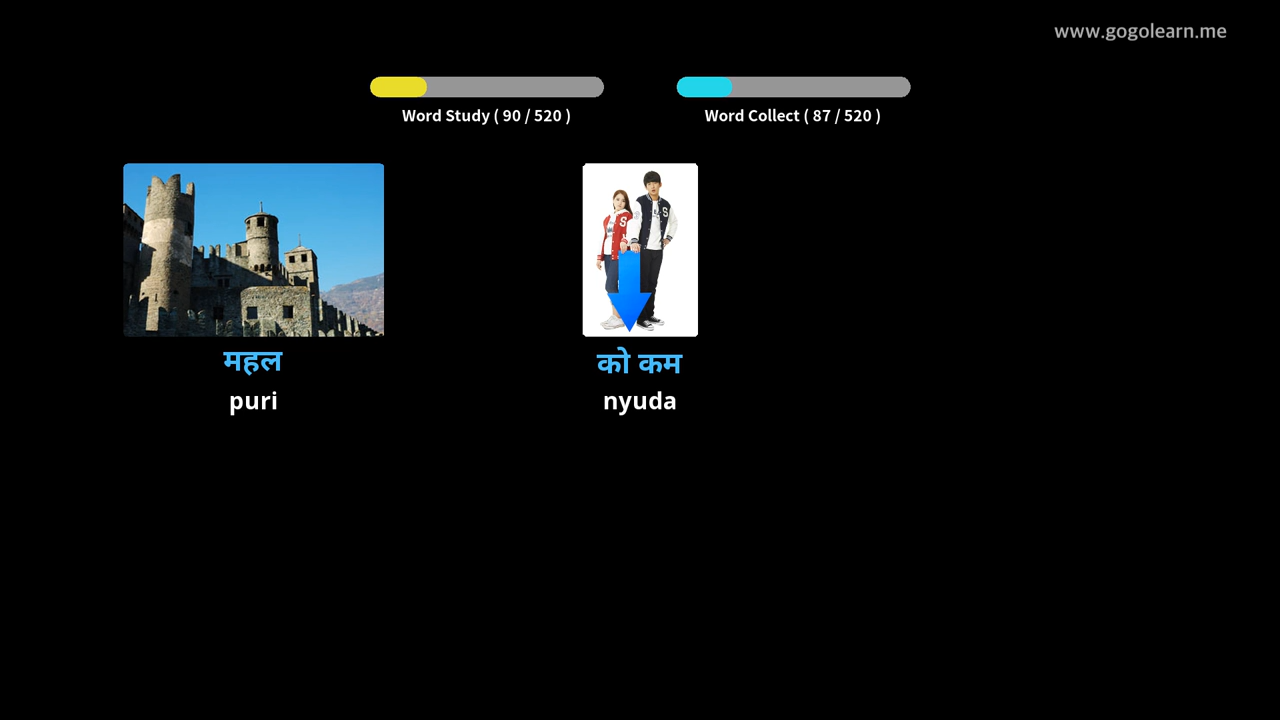 www.gogolearn.me
Word Study ( 90 / 520 )
Word Collect ( 87 / 520 )
महल
puri
को कम
nyuda